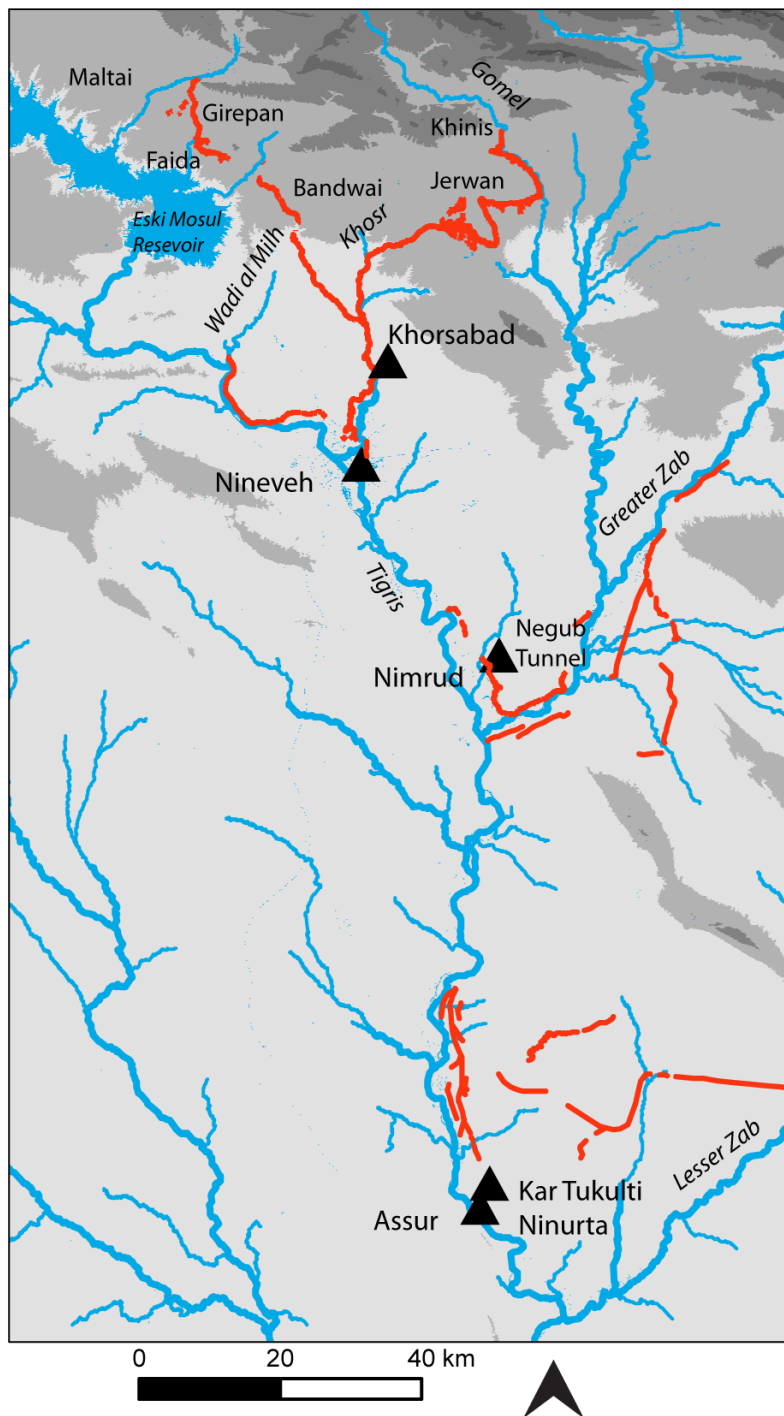 Maltai
Gomel
Girepan
Khinis
Faida
Bandwai
Jerwan
Eski Mosul
Resevoir
Khosr
Wadi al Milh
Khorsabad
Nineveh
Greater Zab
Tigris
Negub
Tunnel
Nimrud
Lesser Zab
Kar Tukulti
Assur
Ninurta
0
20
40 km